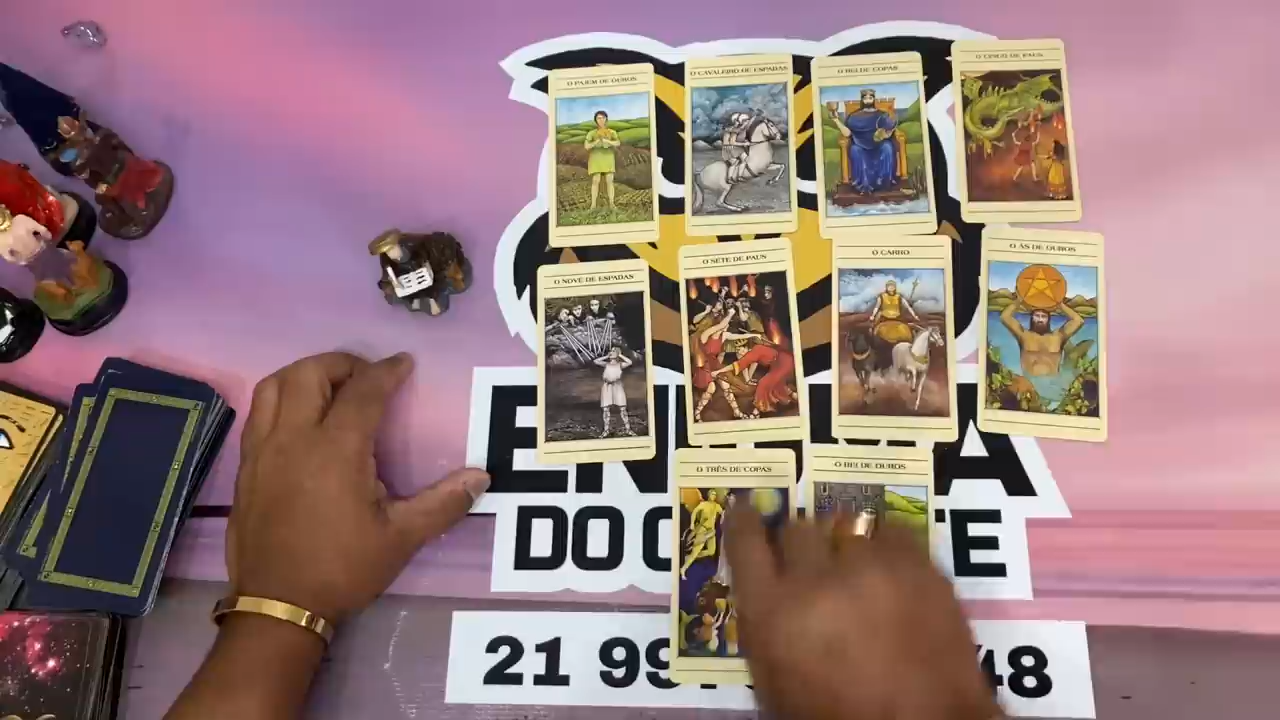 O PAJEM DE OUROS
O CAVALEIRO DE ESPADAS
O REI DE COPAS
O CINCO DE PAUS
O NOVE DE ESPADAS
O SETE DE PAUS
O CARRO
O ÁS DE OUROS
O TRÊS DE COPAS
O REI DE OUROS
DO
21 99
48